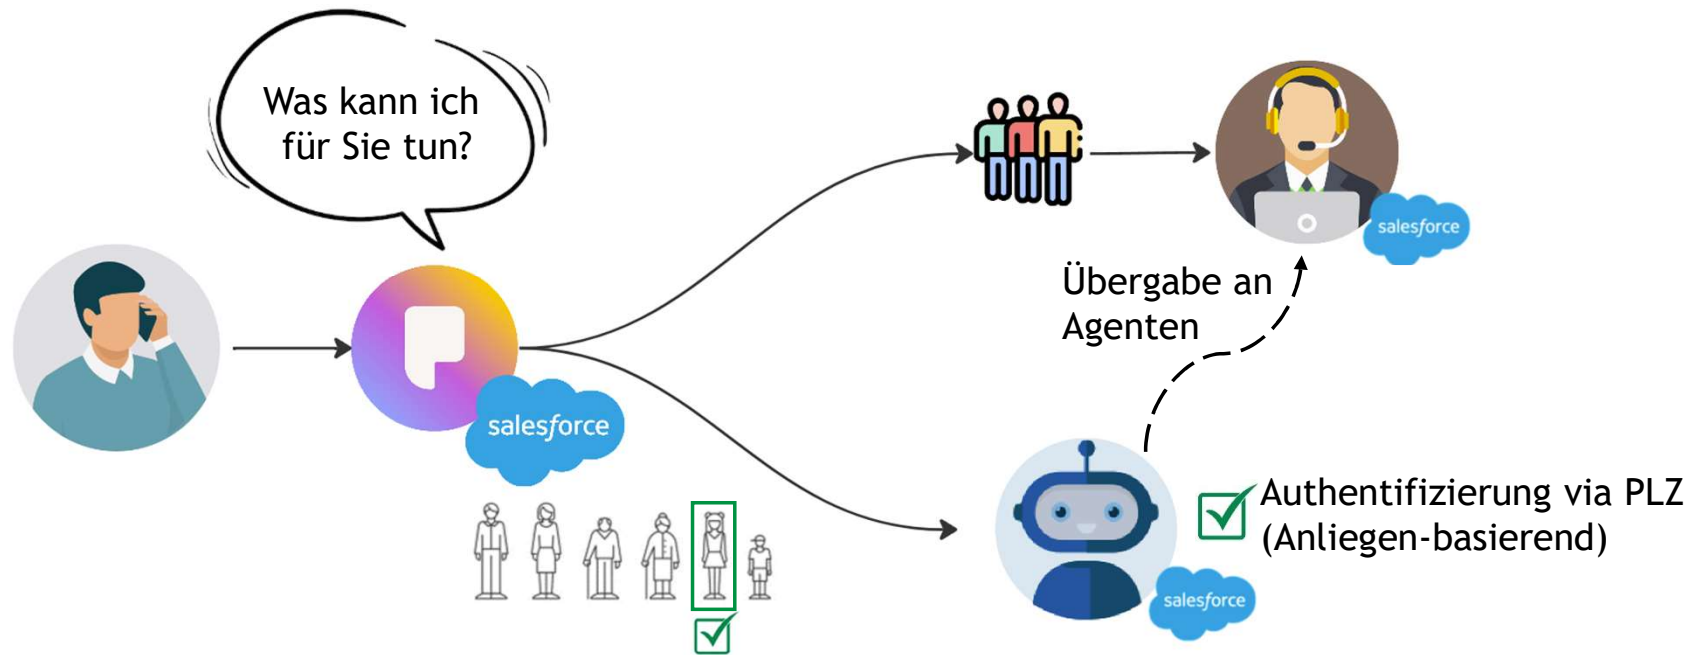 Was kann ich
für Sie tun?
salesforce
Übergabe an
Agenten
salesforce
Authentifizierung via PLZ
(Anliegen-basierend)
salesforce